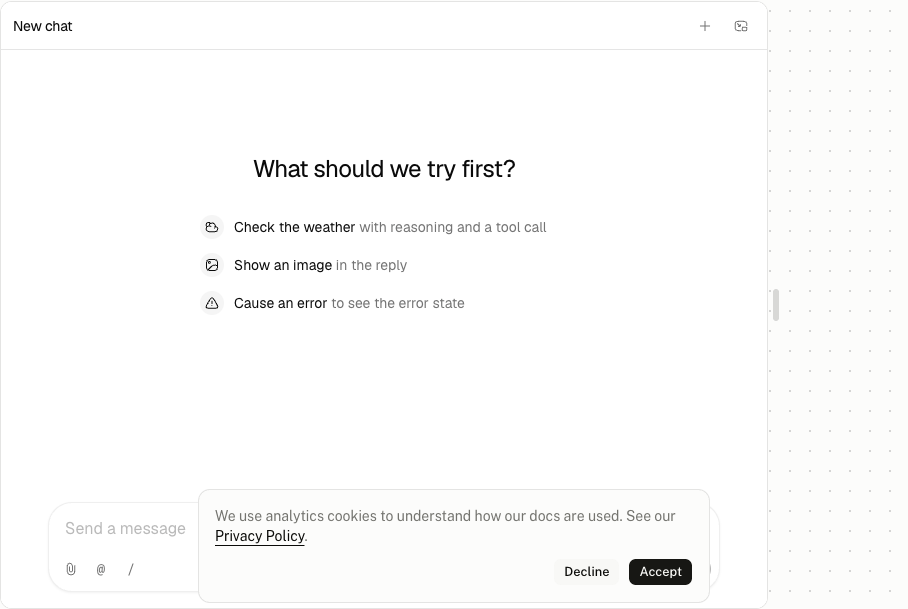 New chat
What should we try first?
Check the weather with reasoning and a tool call
Show an image in the reply
Cause an error to see the error state
Send a message
@ /
We use analytics cookies to understand how our docs are used. See our
Privacy Policy.
Decline Accept